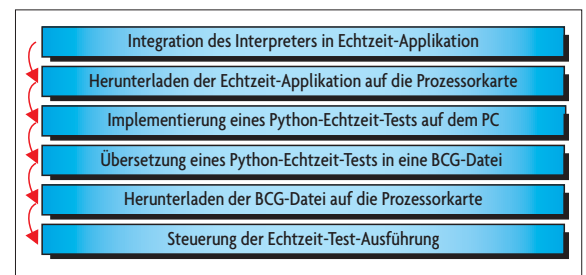 Integration des Interpreters in Echtzeit-Applikation
Herunterladen der Echtzeit-Applikation auf die Prozessorkarte
Implementierung eines Python-Echtzeit-Tests auf dem PC
Übersetzung eines Python-Echtzeit-Tests in eine BCG-Datei
Herunterladen der BCG-Datei auf die Prozessorkarte
Steuerung der Echtzeit-Test-Ausführung